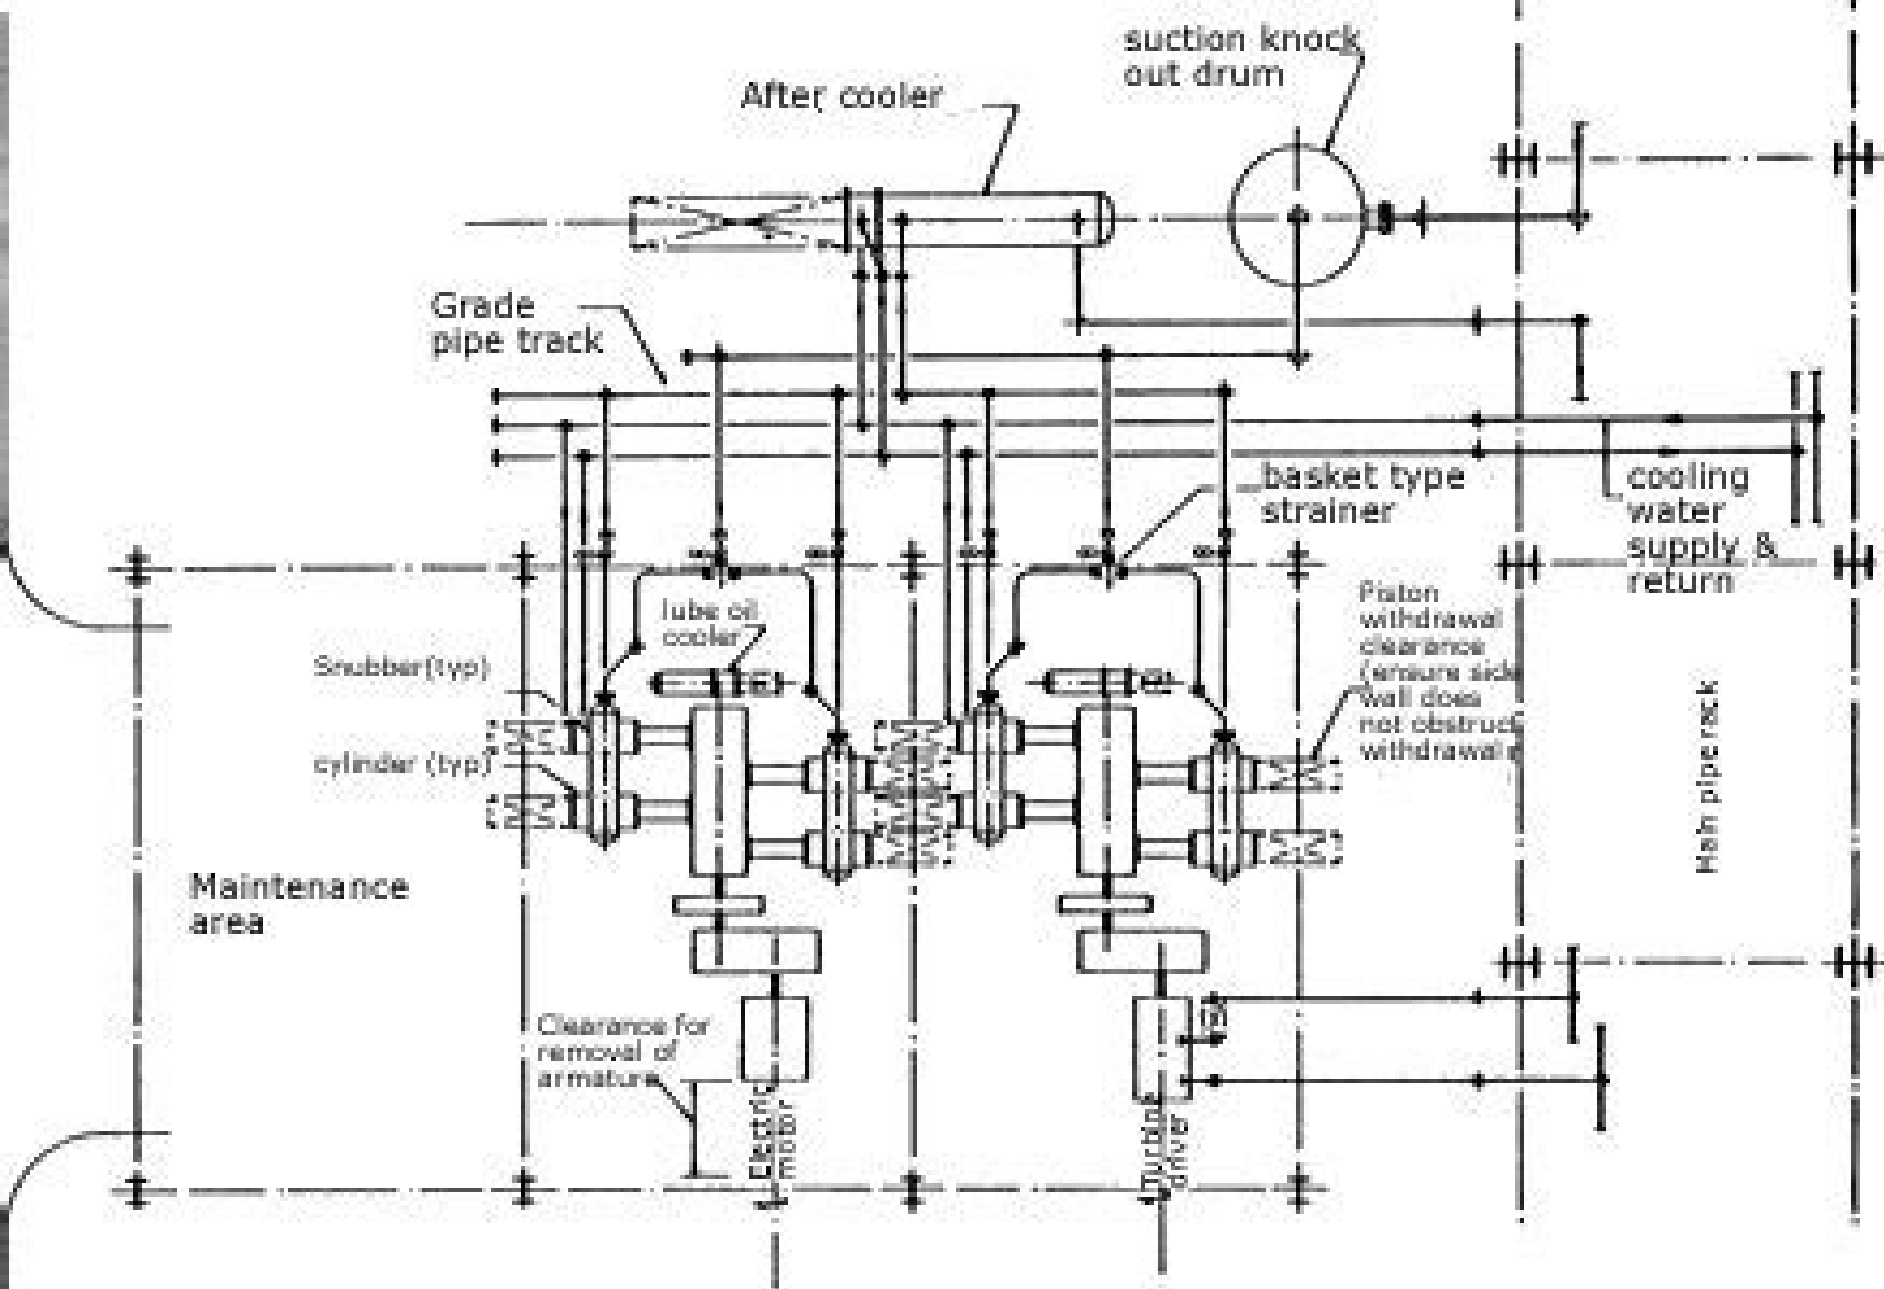 suction knock
out drum
After cooler
Grade
pipe track
basket type
strainer
cooling
water
supply &
return
lube oil
cooler
Piston
withdrawal
clearance
(ensure side
wall does
not obstruct
withdrawal
Snubber(typ)
cylinder (typ)
Main piperack
Maintenance
area
Clearance for
removal of
armature
Electric
motor
Turbine
driver